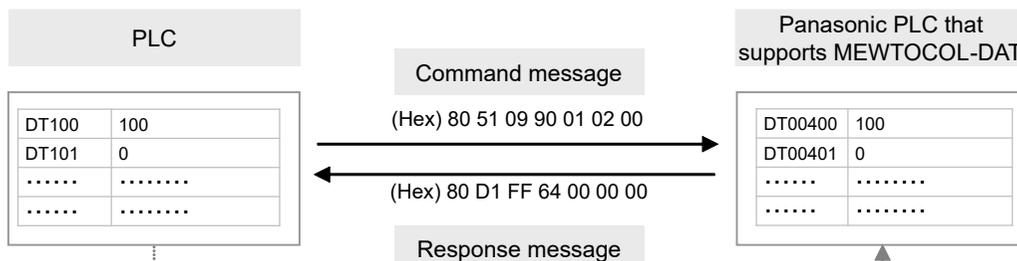 PLC
Panasonic PLC that
supports MEWTOCOL-DAT
Command message
(Hex) 80 51 09 90 01 02 00
DT100 100
DT101 0
...... ........
...... ........
DT00400 100
DT00401 0
...... ........
...... ........
(Hex) 80 D1 FF 64 00 00 00
Response message